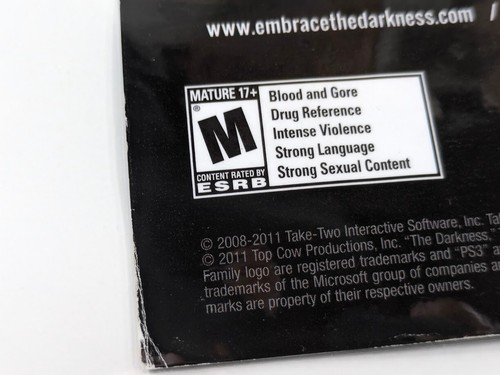 www.embracethedarkness.com /
MATURE 17+
®
M
CONTENT RATED BY
ESRB
Blood and Gore
Drug Reference
Intense Violence
Strong Language
Strong Sexual Content
© 2008-2011 Take-Two Interactive Software, Inc. Ta
© 2011 Top Cow Productions, Inc. "The Darkness,"
Family logo are registered trademarks and "PS3" a
trademarks of the Microsoft group of companies a
marks are property of their respective owners.